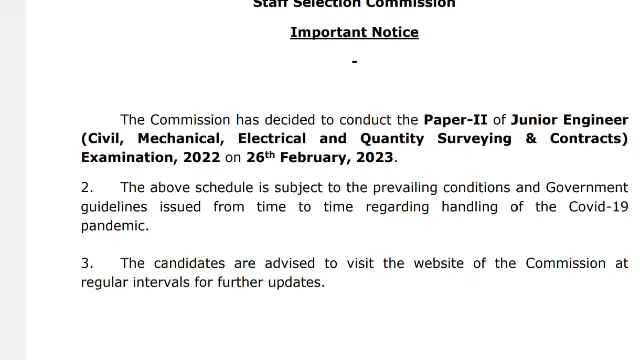 Staff Selection Commission
Important Notice
-
The Commission has decided to conduct the Paper-II of Junior Engineer
(Civil, Mechanical, Electrical and Quantity Surveying & Contracts)
Examination, 2022 on 26th February, 2023.
2. The above schedule is subject to the prevailing conditions and Government
guidelines issued from time to time regarding handling of the Covid-19
pandemic.
3. The candidates are advised to visit the website of the Commission at
regular intervals for further updates.